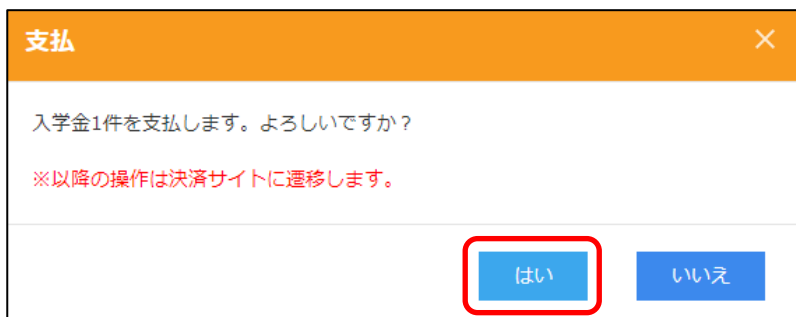 支払
入学金1件を支払します。よろしいですか？
※以降の操作は決済サイトに遷移します。
はい
いいえ